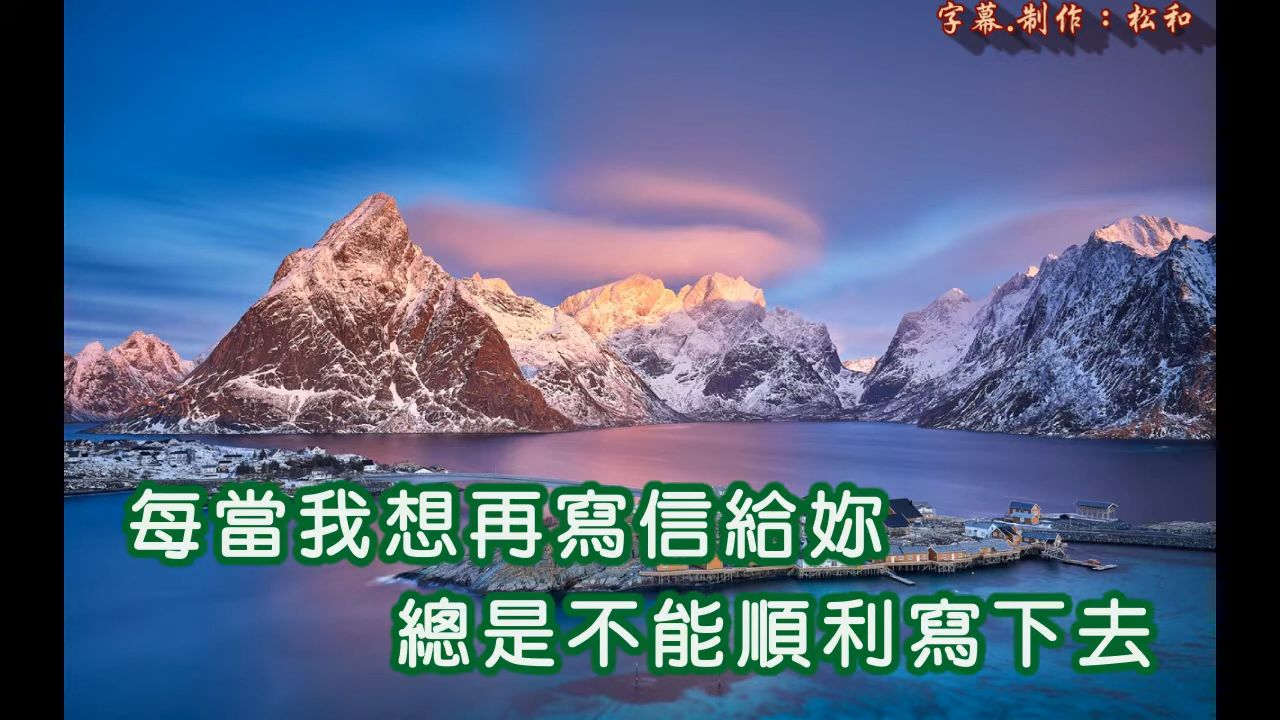 字幕.制作：松和
每當我想再寫信給妳
總是不能順利寫下去